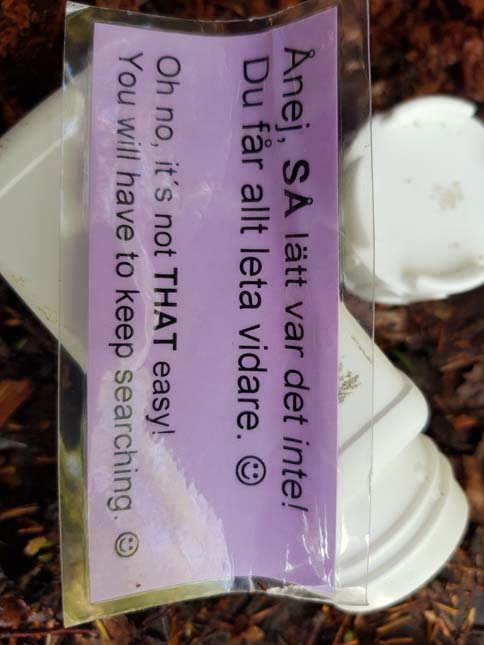 Ånej, SÅ lätt var det inte!
Du får allt leta vidare. ☺
Oh no, it´s not THAT easy!
You will have to keep searching. ☺